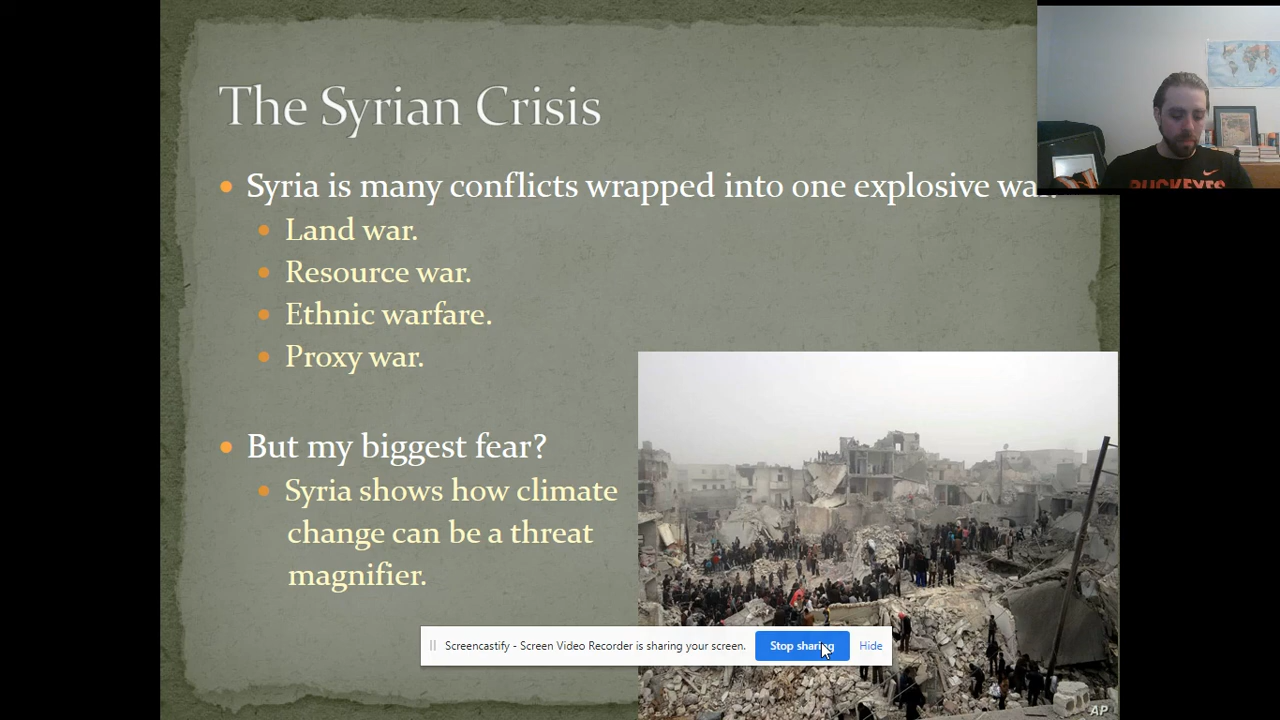 The Syrian Crisis
Syria is many conflicts wrapped into one explosive war.
Land war.
Resource war.
Ethnic warfare.
Proxy war.
But my biggest fear?
Syria shows how climate
change can be a threat
magnifier.
BUCKEYES
Screencastify - Screen Video Recorder is sharing your screen.
Stop sharing
Hide
AP